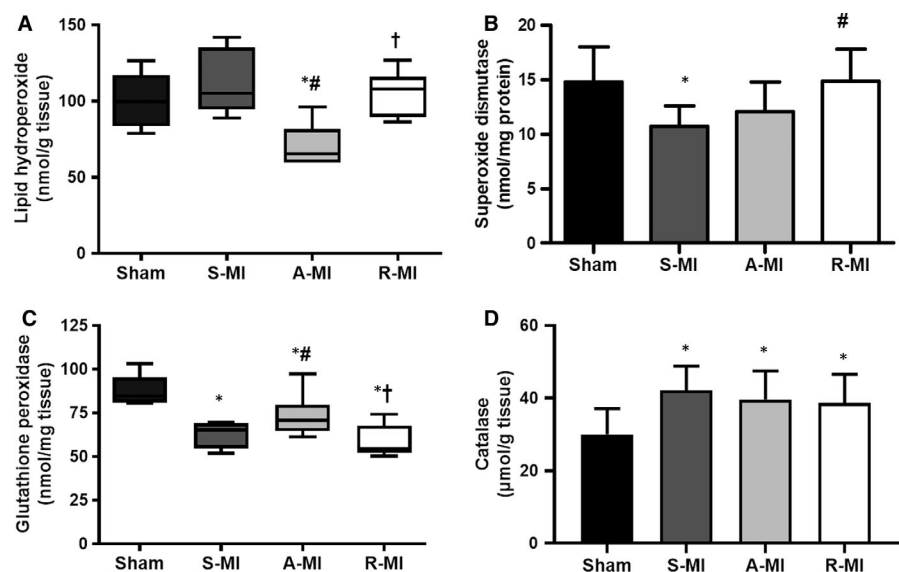 A
Lipid hydroperoxide
(nmol/g tissue)
150
100
50
0
*#
†
Sham
S-MI
A-MI
R-MI
B
Superoxide dismutase
(nmol/mg protein)
20
15
10
5
0
*
#
Sham
S-MI
A-MI
R-MI
C
Glutathione peroxidase
(nmol/mg tissue)
125
100
75
50
25
0
*
*#
*†
Sham
S-MI
A-MI
R-MI
D
Catalase
(µmol/g tissue)
60
40
20
0
*
*
*
Sham
S-MI
A-MI
R-MI